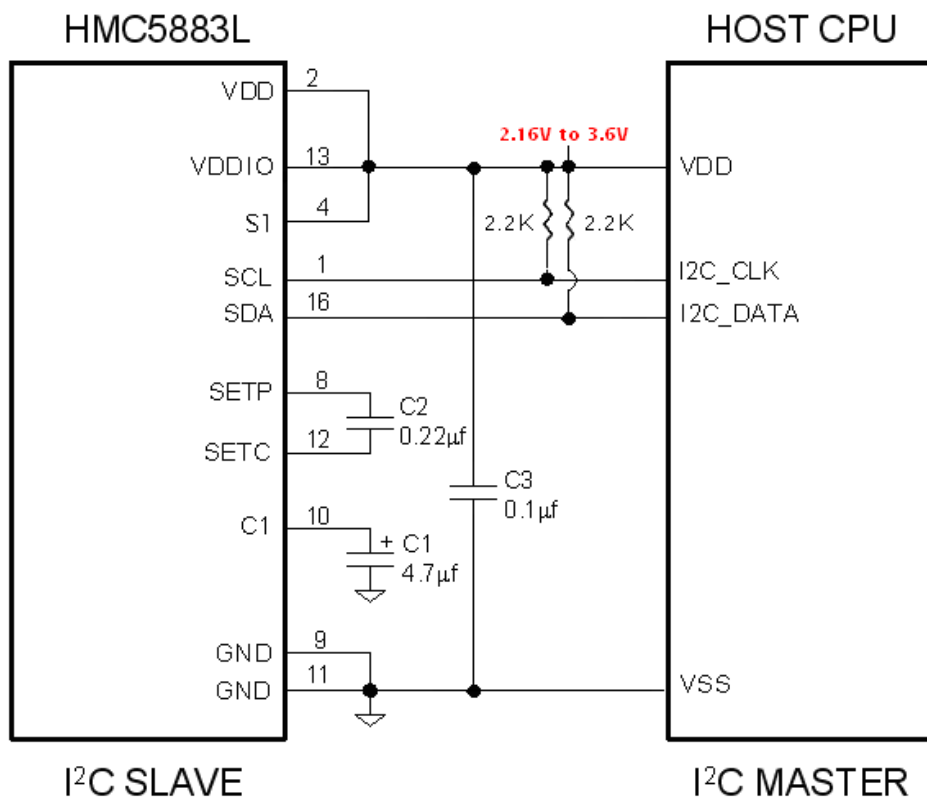 HMC5883L
HOST CPU
VDD
2
2.16V to 3.6V
VDDIO
13
VDD
S1
4
2.2K
2.2K
SCL
1
I2C_CLK
SDA
16
I2C_DATA
SETP
8
C2
0.22µf
SETC
12
C3
0.1µf
C1
10
+
C1
4.7µf
GND
9
GND
11
VSS
I²C SLAVE
I²C MASTER